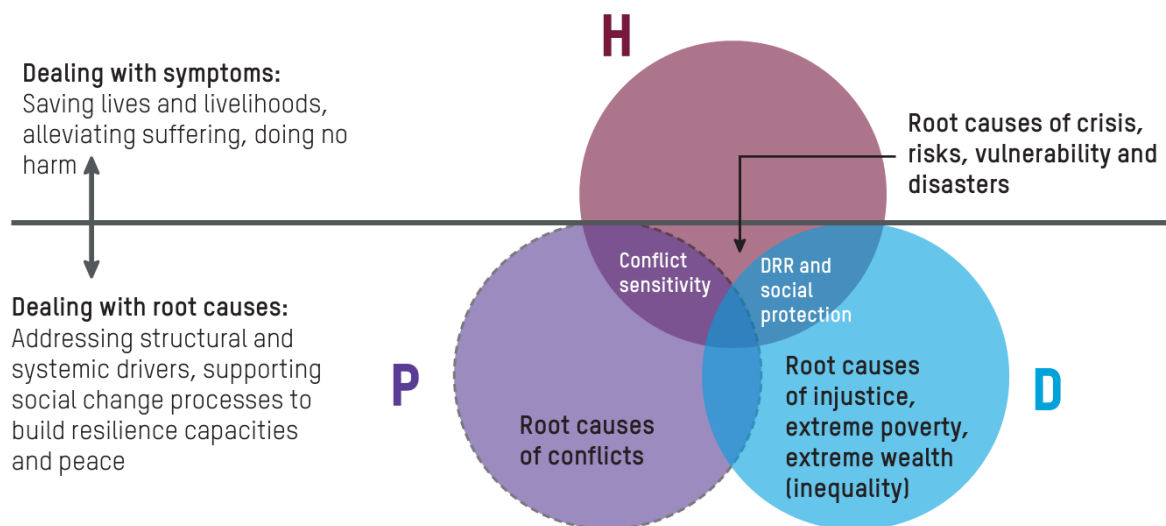 H
Dealing with symptoms:
Saving lives and livelihoods,
alleviating suffering, doing no
harm
Root causes of crisis,
risks, vulnerability and
disasters
Conflict
sensitivity
DRR and
social
protection
Dealing with root causes:
Addressing structural and
systemic drivers, supporting
social change processes to
build resilience capacities
and peace
P
Root causes
of conflicts
Root causes
of injustice,
extreme poverty,
extreme wealth
(inequality)
D